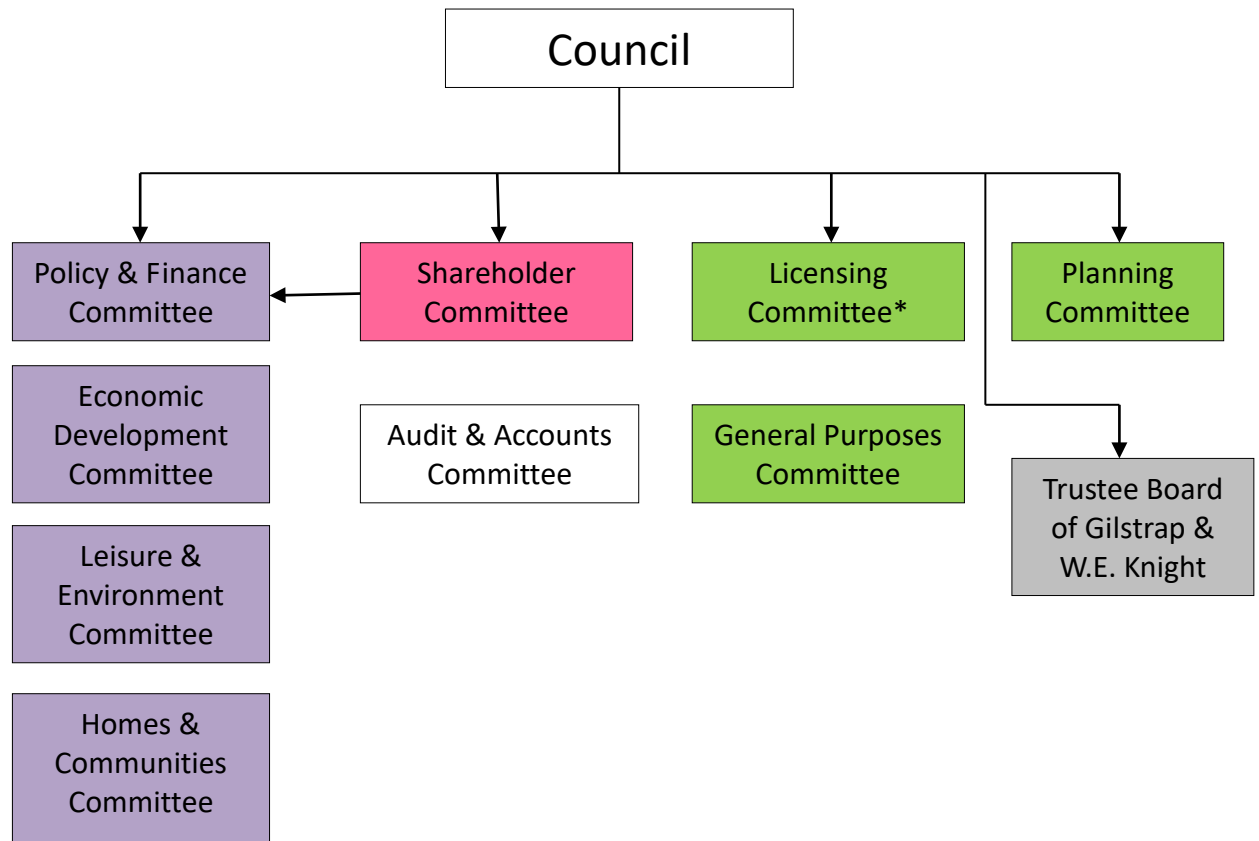 Council
Policy & Finance
Committee
Shareholder
Committee
Licensing
Committee*
Planning
Committee
Economic
Development
Committee
Audit & Accounts
Committee
General Purposes
Committee
Trustee Board
of Gilstrap &
W.E. Knight
Leisure &
Environment
Committee
Homes &
Communities
Committee